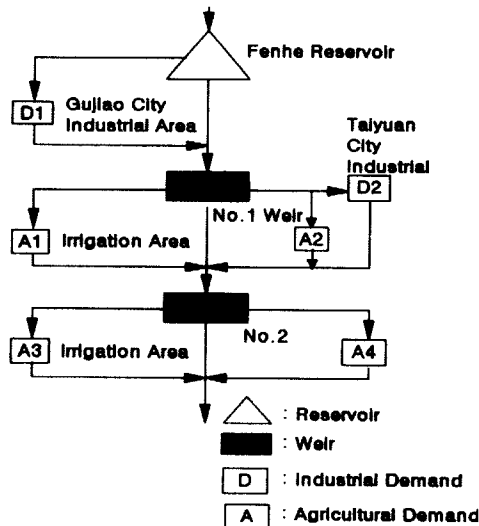 Fenhe Reservoir
D1
Gujiao City
Industrial Area
Taiyuan
City
Industrial
D2
No.1 Weir
A1
Irrigation Area
A2
No.2
A3
Irrigation Area
A4
: Reservoir
: Weir
D : Industrial Demand
A : Agricultural Demand